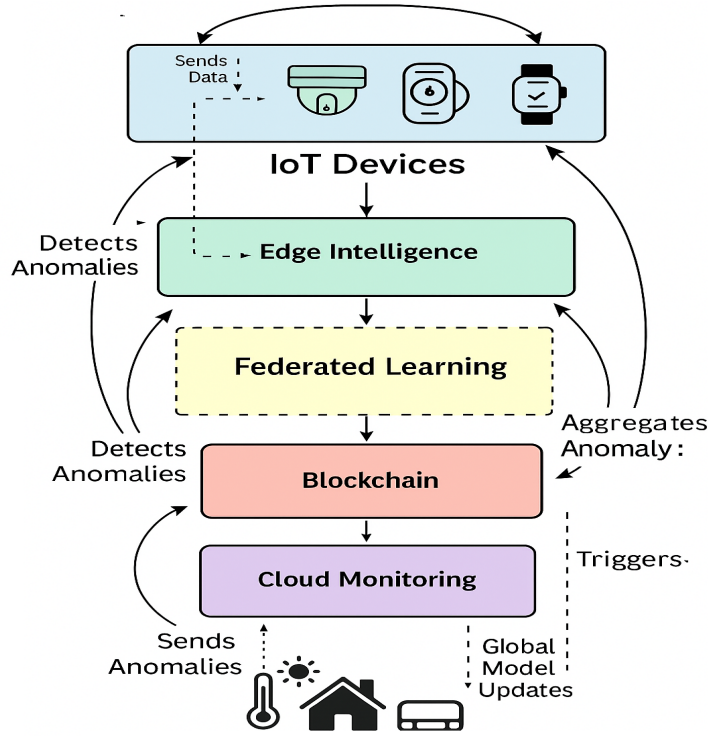 Sends
Data
IoT Devices
Detects
Anomalies
Edge Intelligence
Federated Learning
Aggregates
Anomaly:
Detects
Anomalies
Blockchain
Triggers.
Cloud Monitoring
Sends
Anomalies
Global
Model
Updates